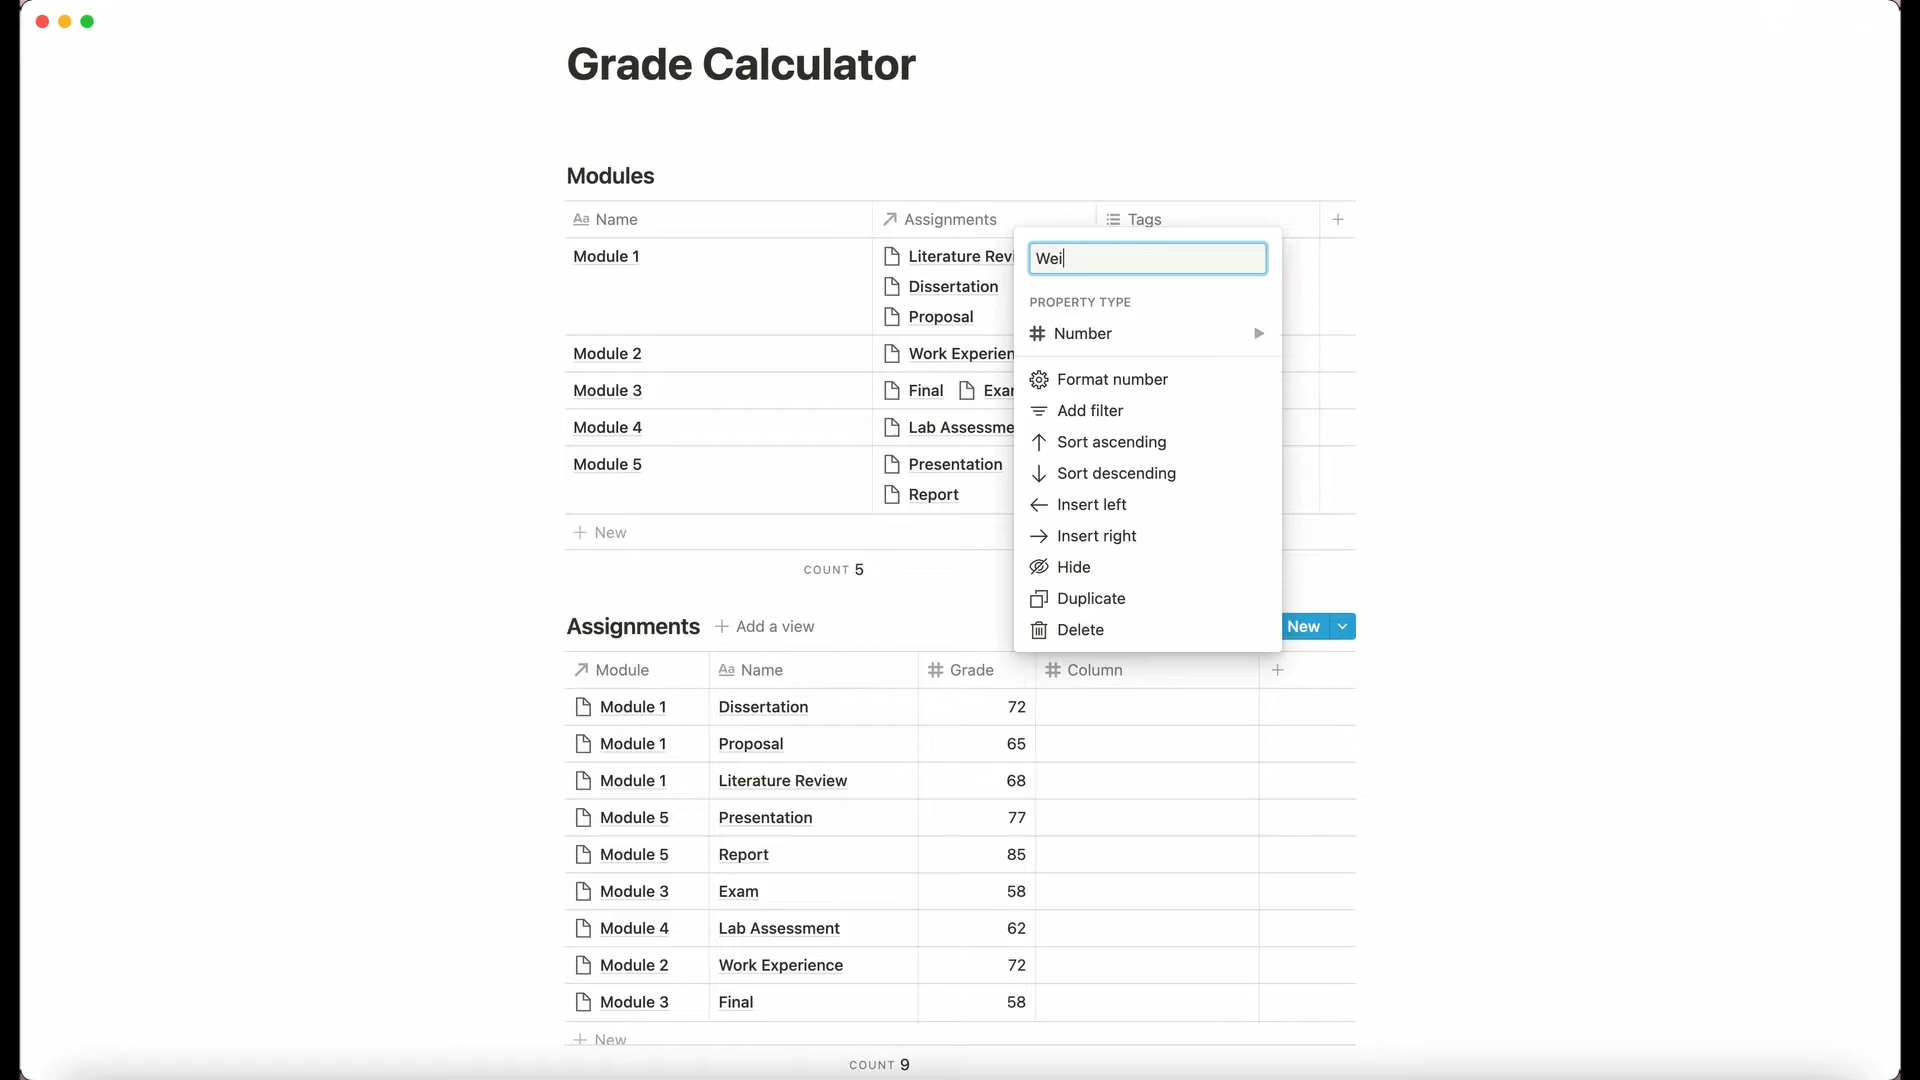 Grade Calculator
Modules
Aa Name Assignments Tags
Module 1 Literature Revi
Dissertation
Proposal
Module 2 Work Experien
Module 3 Final Exa
Module 4 Lab Assessme
Module 5 Presentation
Report
New
COUNT 5
Wei
PROPERTY TYPE
Number
Format number
Add filter
Sort ascending
Sort descending
Insert left
Insert right
Hide
Duplicate
Delete
Assignments + Add a view New
Module Aa Name # Grade # Column +
Module 1 Dissertation 72
Module 1 Proposal 65
Module 1 Literature Review 68
Module 5 Presentation 77
Module 5 Report 85
Module 3 Exam 58
Module 4 Lab Assessment 62
Module 2 Work Experience 72
Module 3 Final 58
+ New
COUNT 9